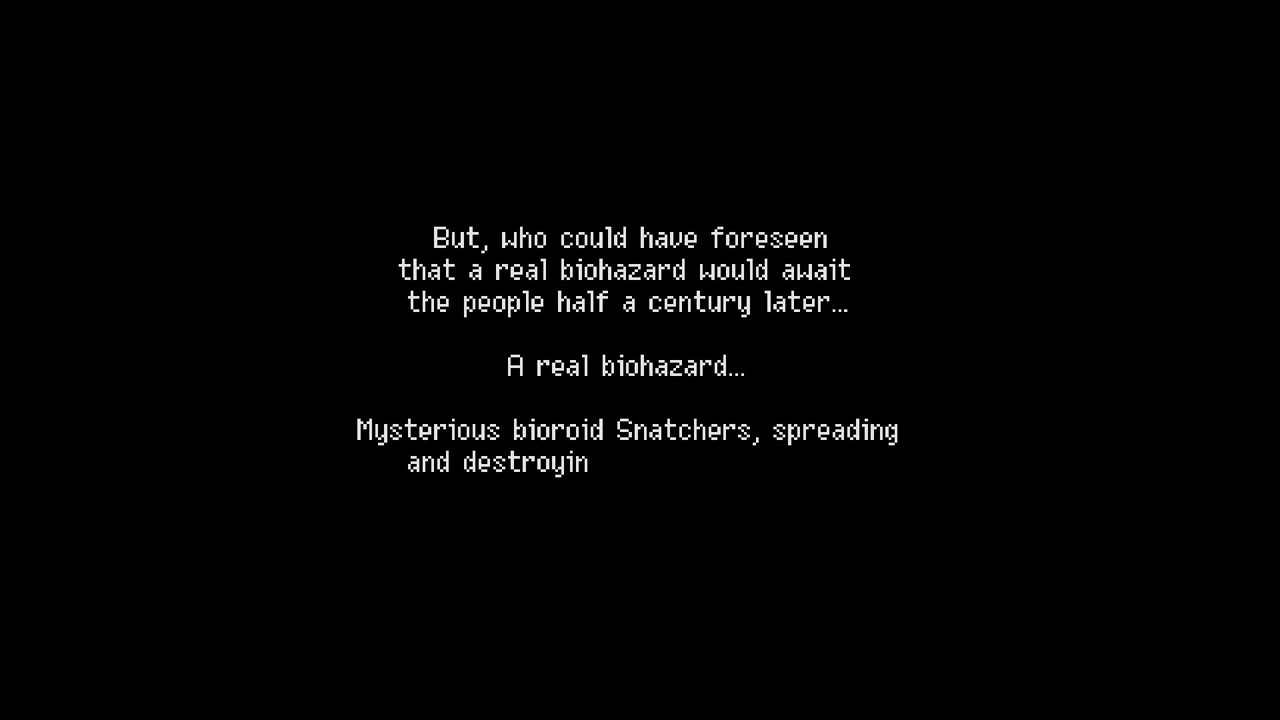 But, who could have foreseen
that a real biohazard would await
the people half a century later...
A real biohazard...
Mysterious bioroid Snatchers, spreading
and destroyin